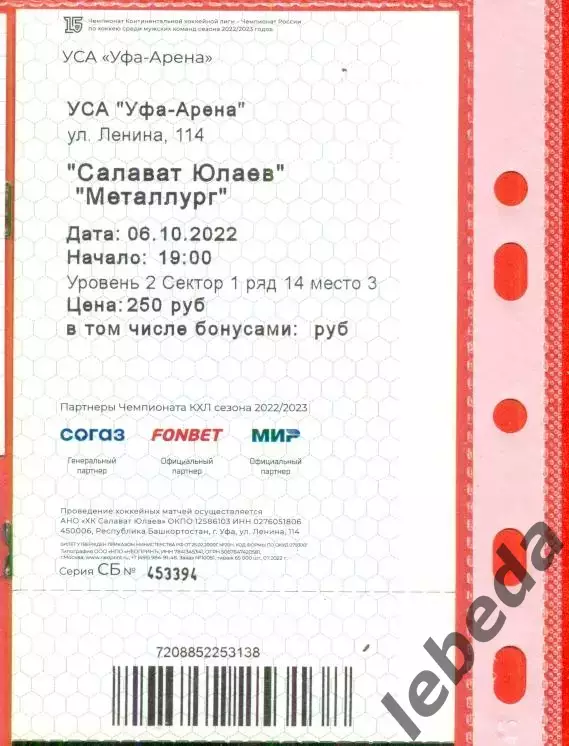 15 Чемпионат Континентальной хоккейной лиги - Чемпионат России
по хоккею среди мужских команд сезона 2022/2023 годов
УСА «Уфа-Арена»
УСА "Уфа-Арена"
ул. Ленина, 114
"Салават Юлаев"
"Металлург"
Дата: 06.10.2022
Начало: 19:00
Уровень 2 Сектор 1 ряд 14 место 3
Цена: 250 руб
в том числе бонусами: руб
Партнеры Чемпионата КХЛ сезона 2022/2023
СОГАЗ FONBET МИР
Генеральный партнер Официальный партнер Официальный партнер
Проведение хоккейных матчей осуществляется
АНО «ХК Салават Юлаев» ОКПО 12586103 ИНН 0276051806
450006, Республика Башкортостан, г. Уфа, ул. Ленина, 114
Серия СБ № 453394
7208852253138
lebeda